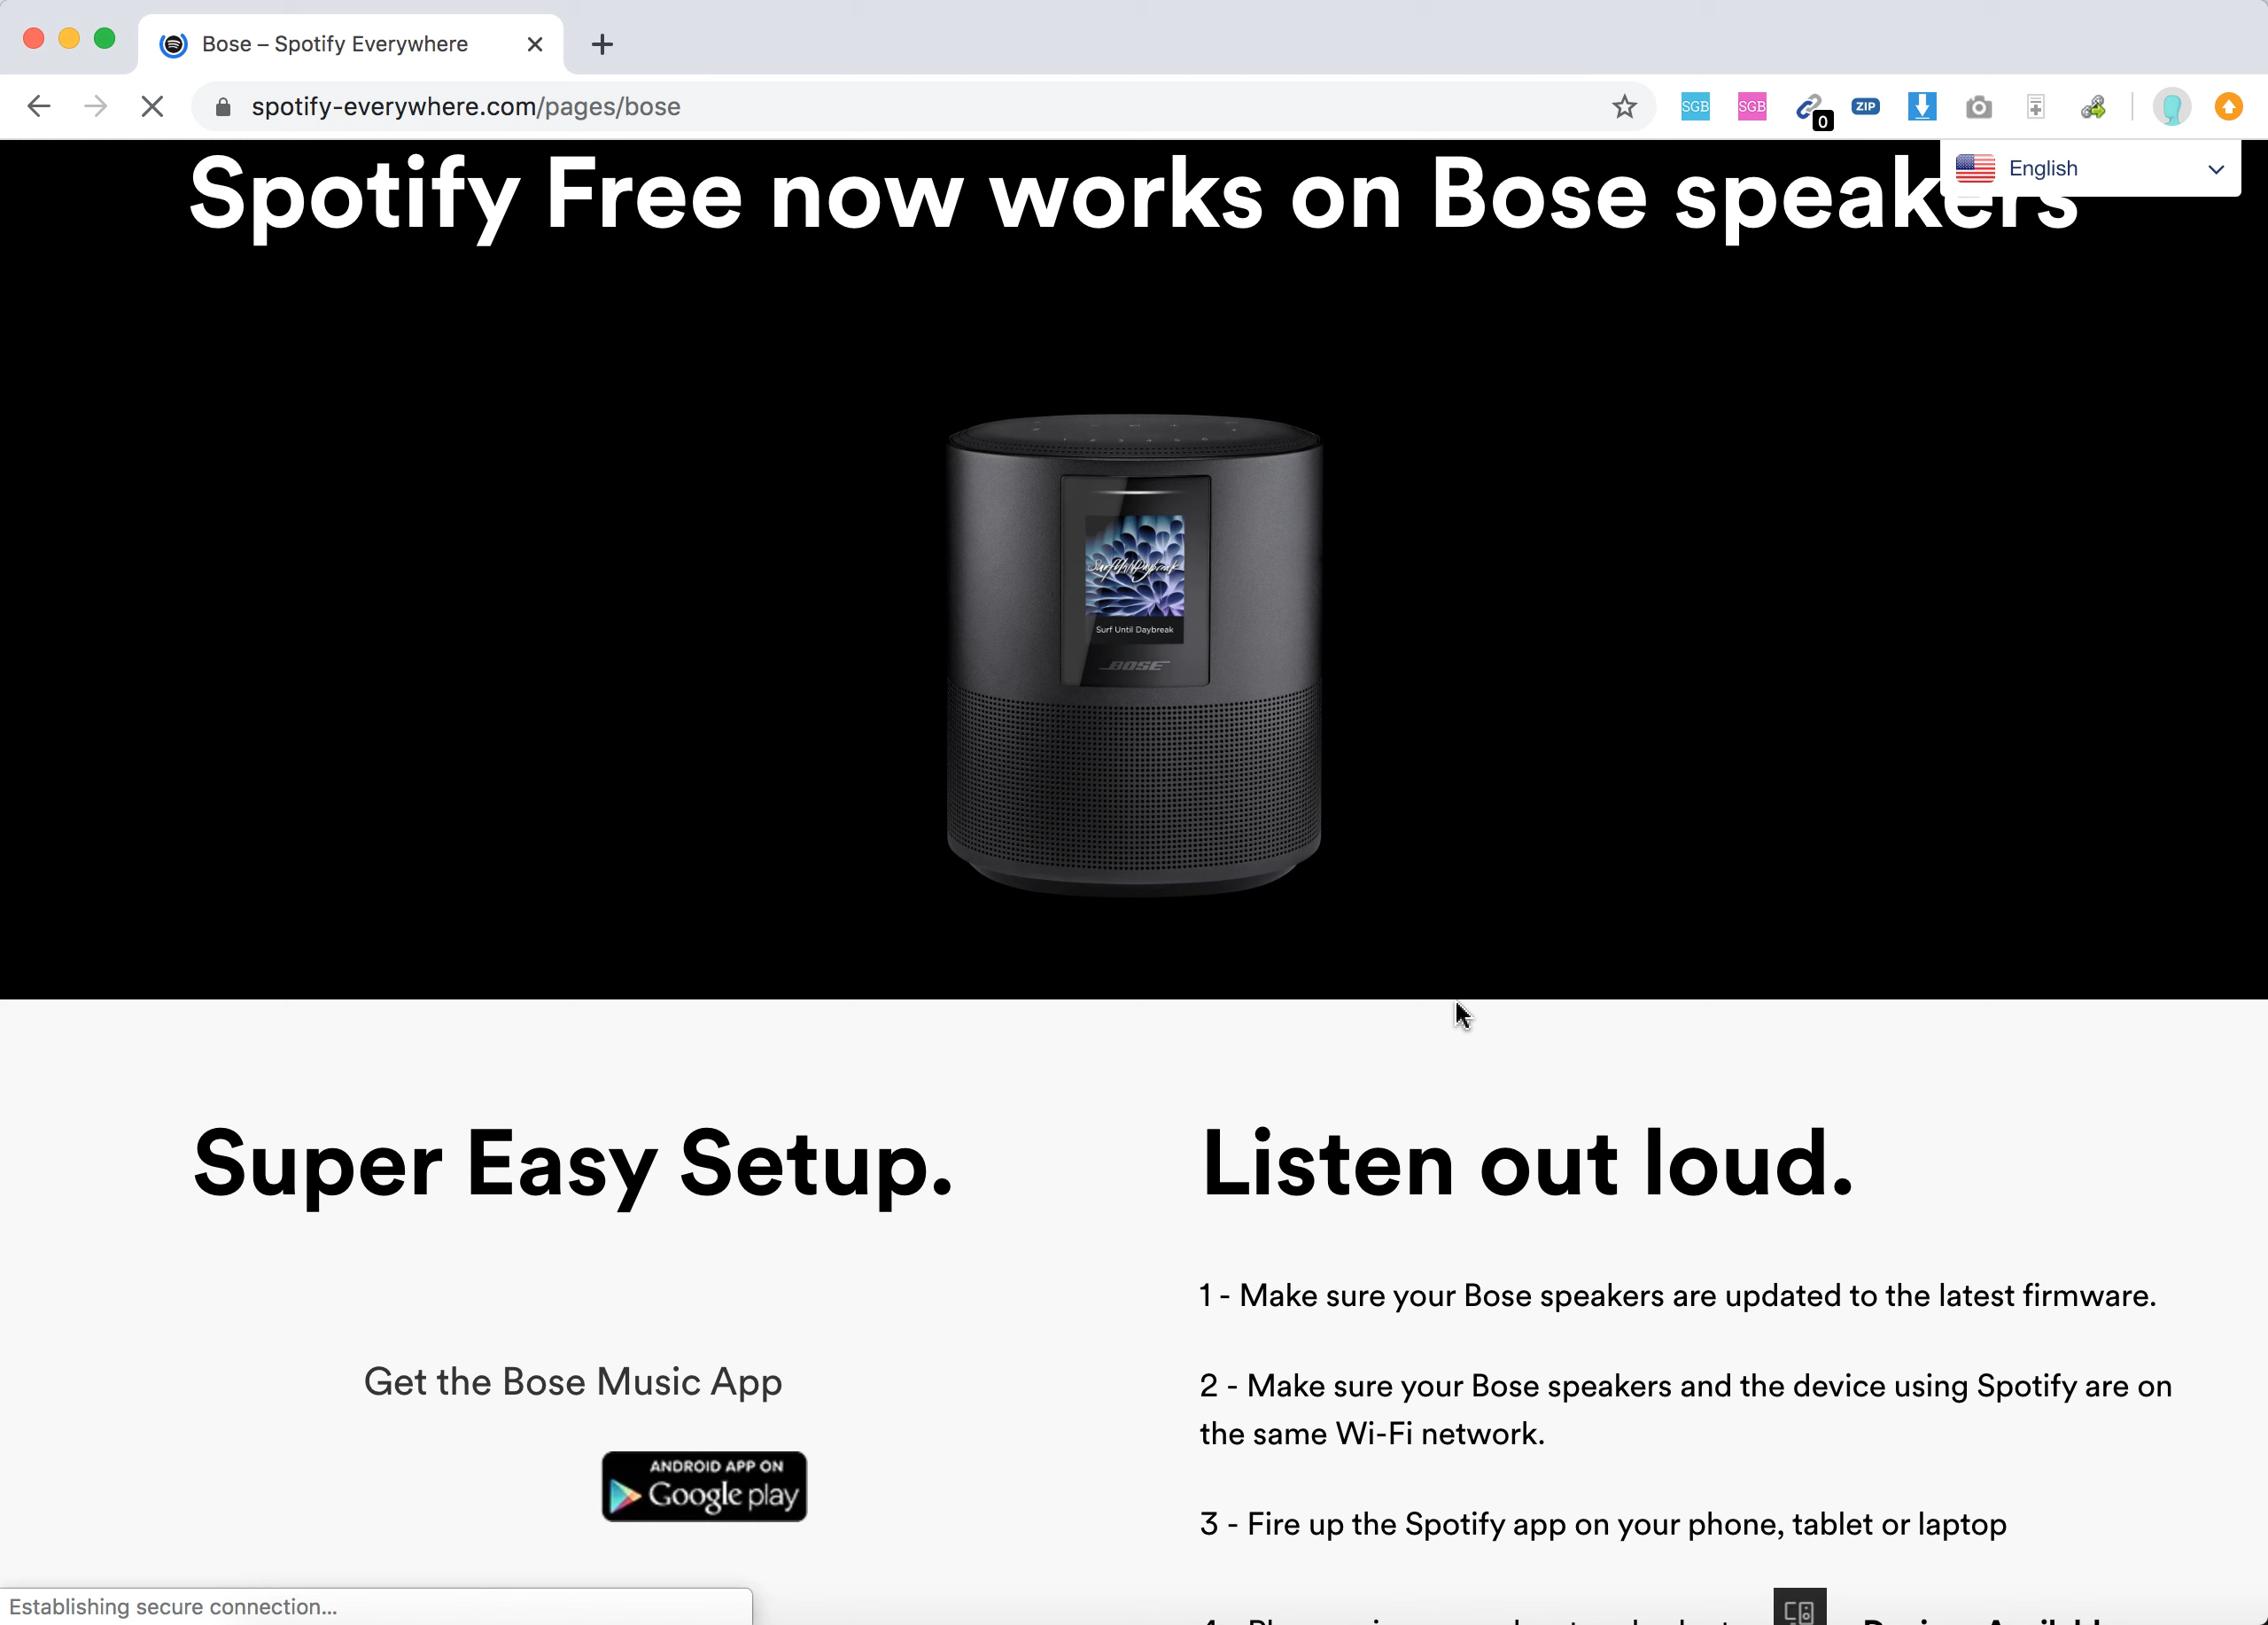 Bose – Spotify Everywhere
spotify-everywhere.com/pages/bose
SGB
SGB
0
ZIP
English
Spotify Free now works on Bose speakers
Surf Until Daybreak
Surf Until Daybreak
BOSE
Super Easy Setup.
Get the Bose Music App
ANDROID APP ON
Google play
Listen out loud.
1 - Make sure your Bose speakers are updated to the latest firmware.
2 - Make sure your Bose speakers and the device using Spotify are on
the same Wi-Fi network.
3 - Fire up the Spotify app on your phone, tablet or laptop
Establishing secure connection...